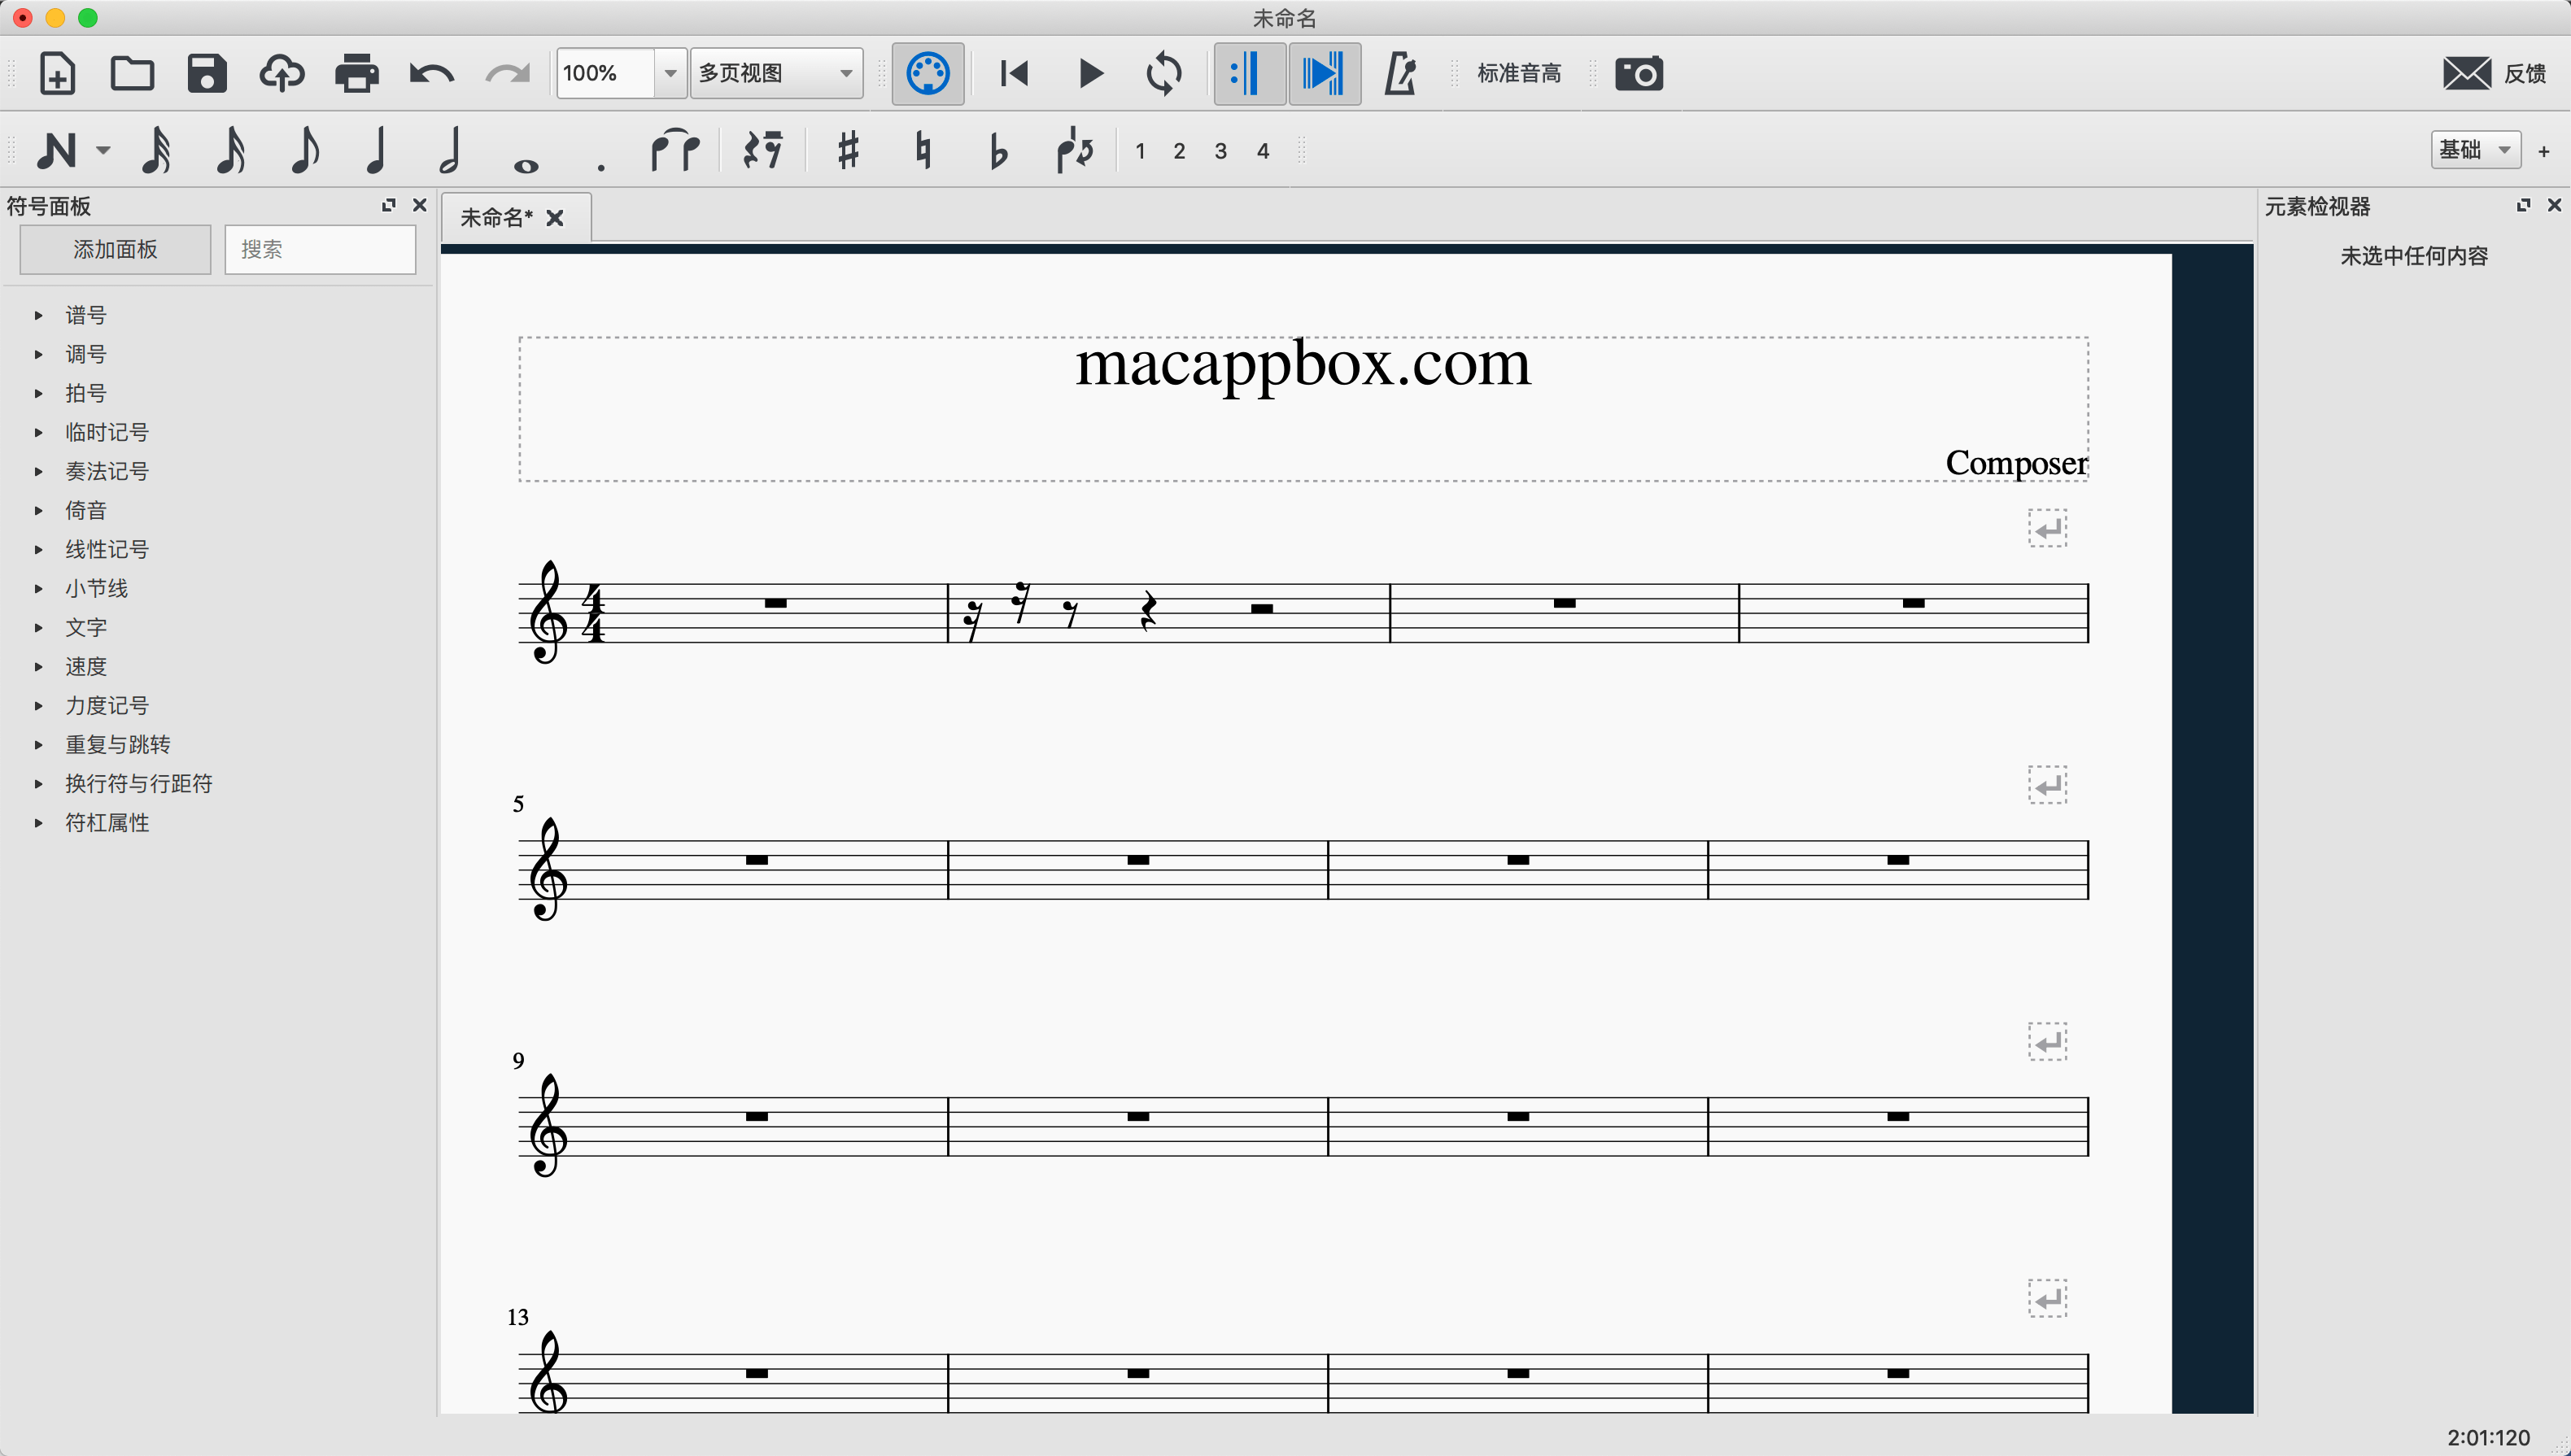 未命名
100% 多页视图 标准音高 反馈
1 2 3 4 基础 +
符号面板
添加面板 搜索
谱号
调号
拍号
临时记号
奏法记号
倚音
线性记号
小节线
文字
速度
力度记号
重复与跳转
换行符与行距符
符杠属性
未命名*
macappbox.com
Composer
4
4
5
9
13
元素检视器
未选中任何内容
2:01:120